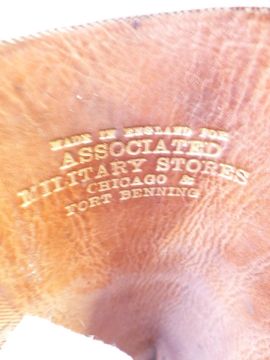 MADE IN ENGLAND FOR
ASSOCIATED
MILITARY STORES
CHICAGO &
FORT BENNING